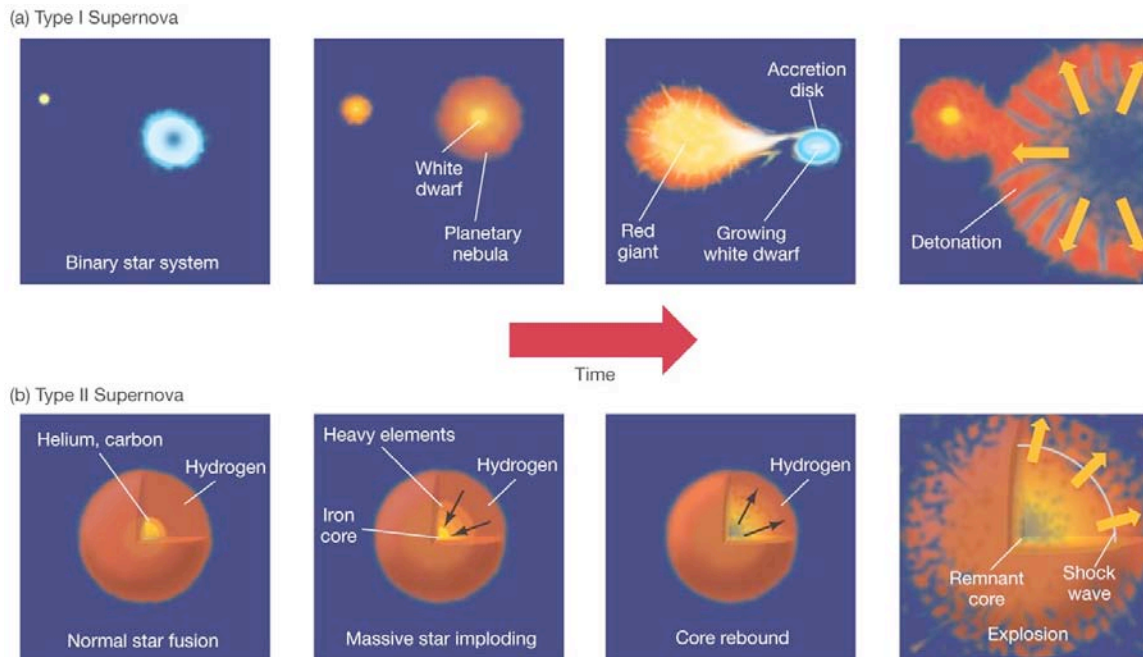 (a) Type I Supernova
Binary star system
White
dwarf
Planetary
nebula
Accretion
disk
Red
giant
Growing
white dwarf
Detonation
Time
(b) Type II Supernova
Helium, carbon
Hydrogen
Normal star fusion
Heavy elements
Hydrogen
Iron
core
Massive star imploding
Hydrogen
Core rebound
Remnant
core
Shock
wave
Explosion